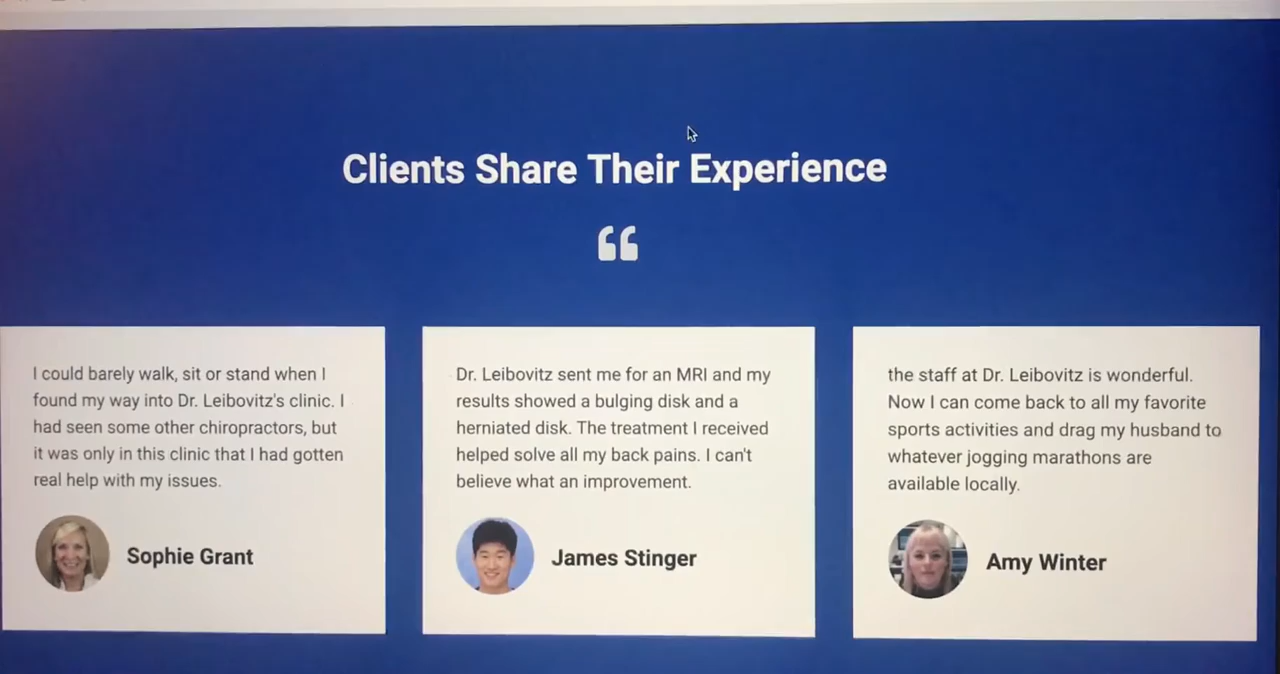 Clients Share Their Experience
“
I could barely walk, sit or stand when I
found my way into Dr. Leibovitz's clinic. I
had seen some other chiropractors, but
it was only in this clinic that I had gotten
real help with my issues.
Sophie Grant
Dr. Leibovitz sent me for an MRI and my
results showed a bulging disk and a
herniated disk. The treatment I received
helped solve all my back pains. I can't
believe what an improvement.
James Stinger
the staff at Dr. Leibovitz is wonderful.
Now I can come back to all my favorite
sports activities and drag my husband to
whatever jogging marathons are
available locally.
Amy Winter